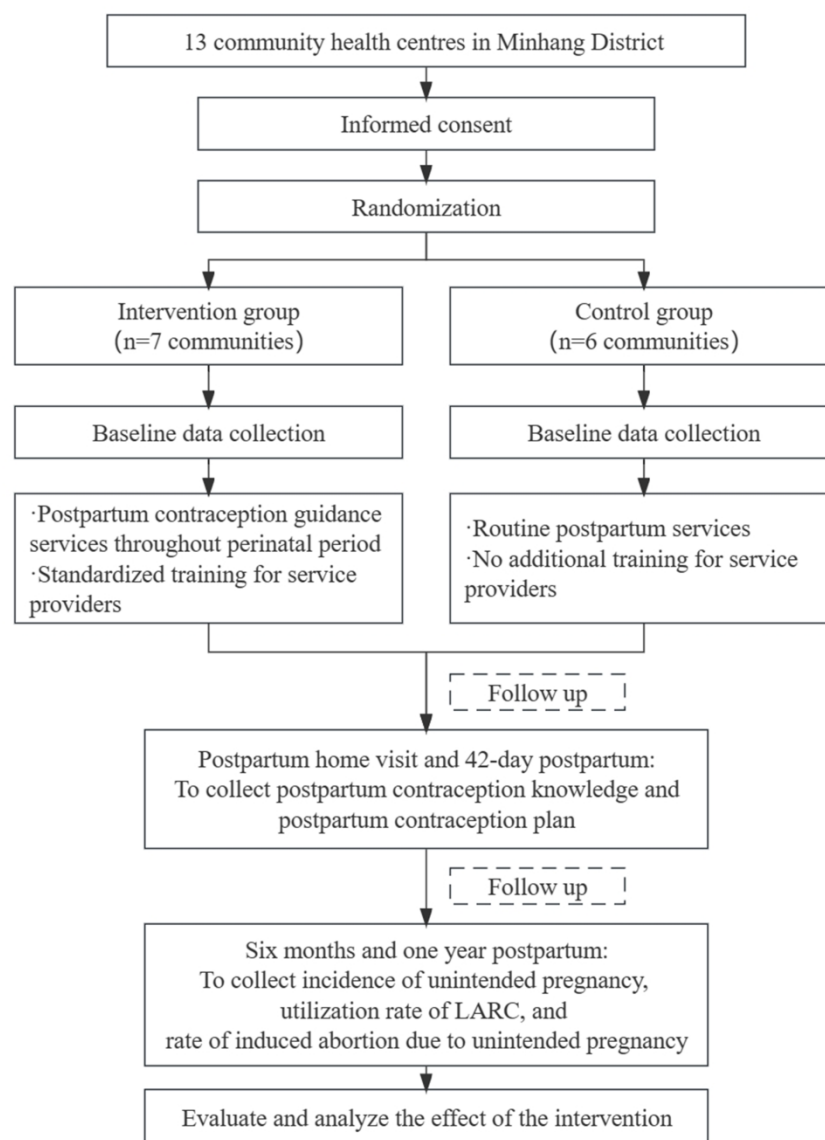 13 community health centres in Minhang District
Informed consent
Randomization
Intervention group
(n=7 communities)
Control group
(n=6 communities)
Baseline data collection
Baseline data collection
·Postpartum contraception guidance
services throughout perinatal period
·Standardized training for service
providers
·Routine postpartum services
·No additional training for service
providers
Follow up
Postpartum home visit and 42-day postpartum:
To collect postpartum contraception knowledge and
postpartum contraception plan
Follow up
Six months and one year postpartum:
To collect incidence of unintended pregnancy,
utilization rate of LARC, and
rate of induced abortion due to unintended pregnancy
Evaluate and analyze the effect of the intervention